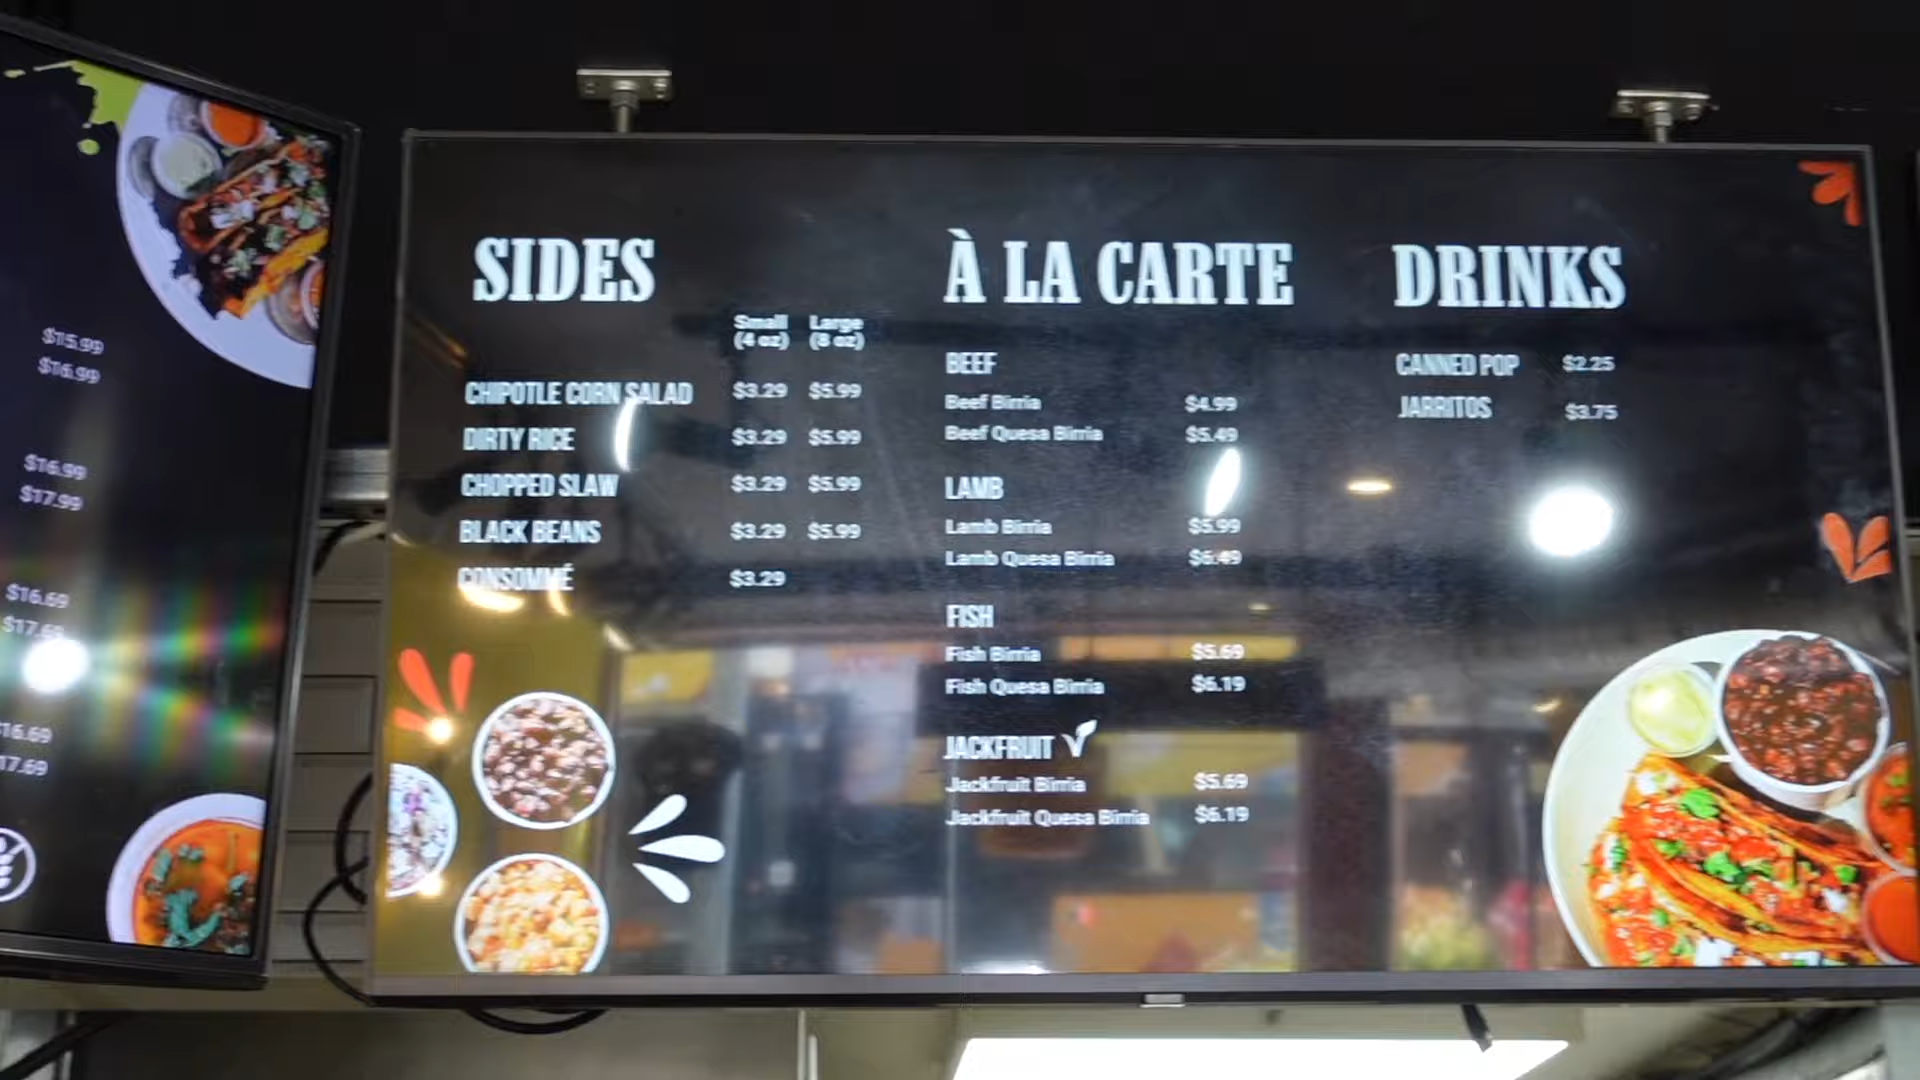 $15.99
$16.99
$16.99
$17.99
$16.69
$17.69
$16.69
17.69
SIDES
Small Large
(4 oz) (8 oz)
CHIPOTLE CORN SALAD $3.29 $5.99
DIRTY RICE $3.29 $5.99
CHOPPED SLAW $3.29 $5.99
BLACK BEANS $3.29 $5.99
CONSOMMÉ $3.29
À LA CARTE
BEEF
Beef Birria $4.99
Beef Quesa Birria $5.49
LAMB
Lamb Birria $5.99
Lamb Quesa Birria $6.49
FISH
Fish Birria $5.69
Fish Quesa Birria $6.19
JACKFRUIT
Jackfruit Birria $5.69
Jackfruit Quesa Birria $6.19
DRINKS
CANNED POP $2.25
JARRITOS $3.75